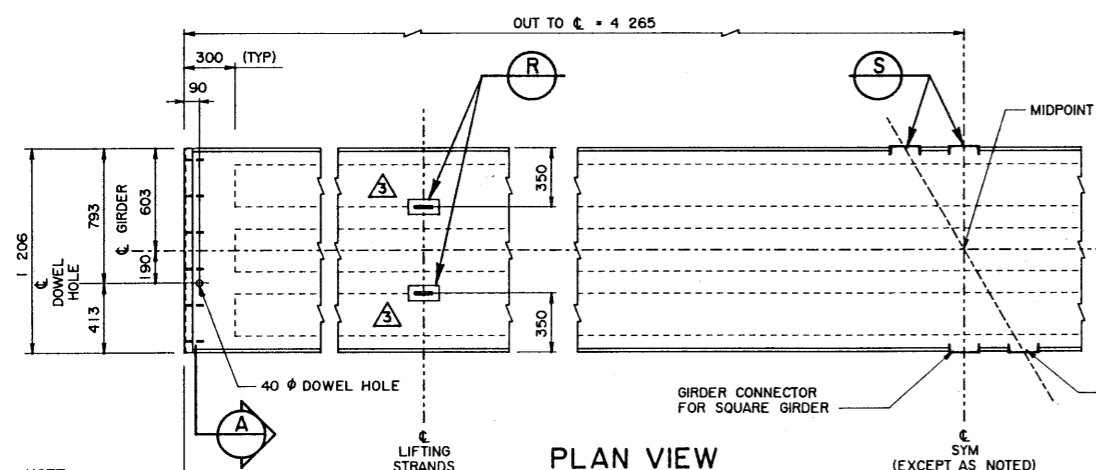 OUT TO ℄ = 4 265
300 (TYP)
90
R
S
MIDPOINT
1 206
℄
DOWEL
HOLE
793
413
℄ GIRDER
603
190
3
3
350
350
40 ϕ DOWEL HOLE
A
GIRDER CONNECTOR
FOR SQUARE GIRDER
℄
LIFTING
STRANDS
PLAN VIEW
℄
SYM
(EXCEPT AS NOTED)